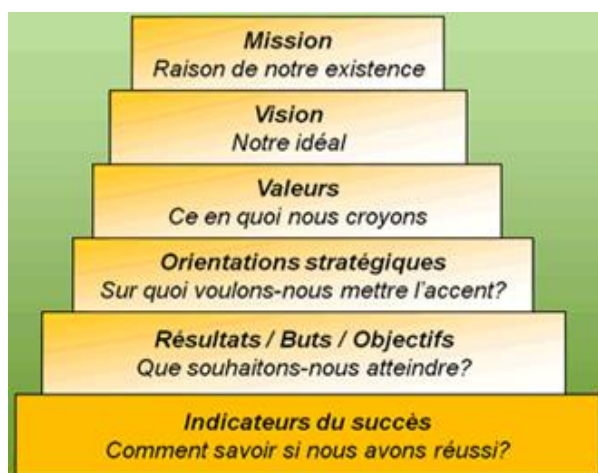 Mission
Raison de notre existence
Vision
Notre idéal
Valeurs
Ce en quoi nous croyons
Orientations stratégiques
Sur quoi voulons-nous mettre l'accent?
Résultats / Buts / Objectifs
Que souhaitons-nous atteindre?
Indicateurs du succès
Comment savoir si nous avons réussi?